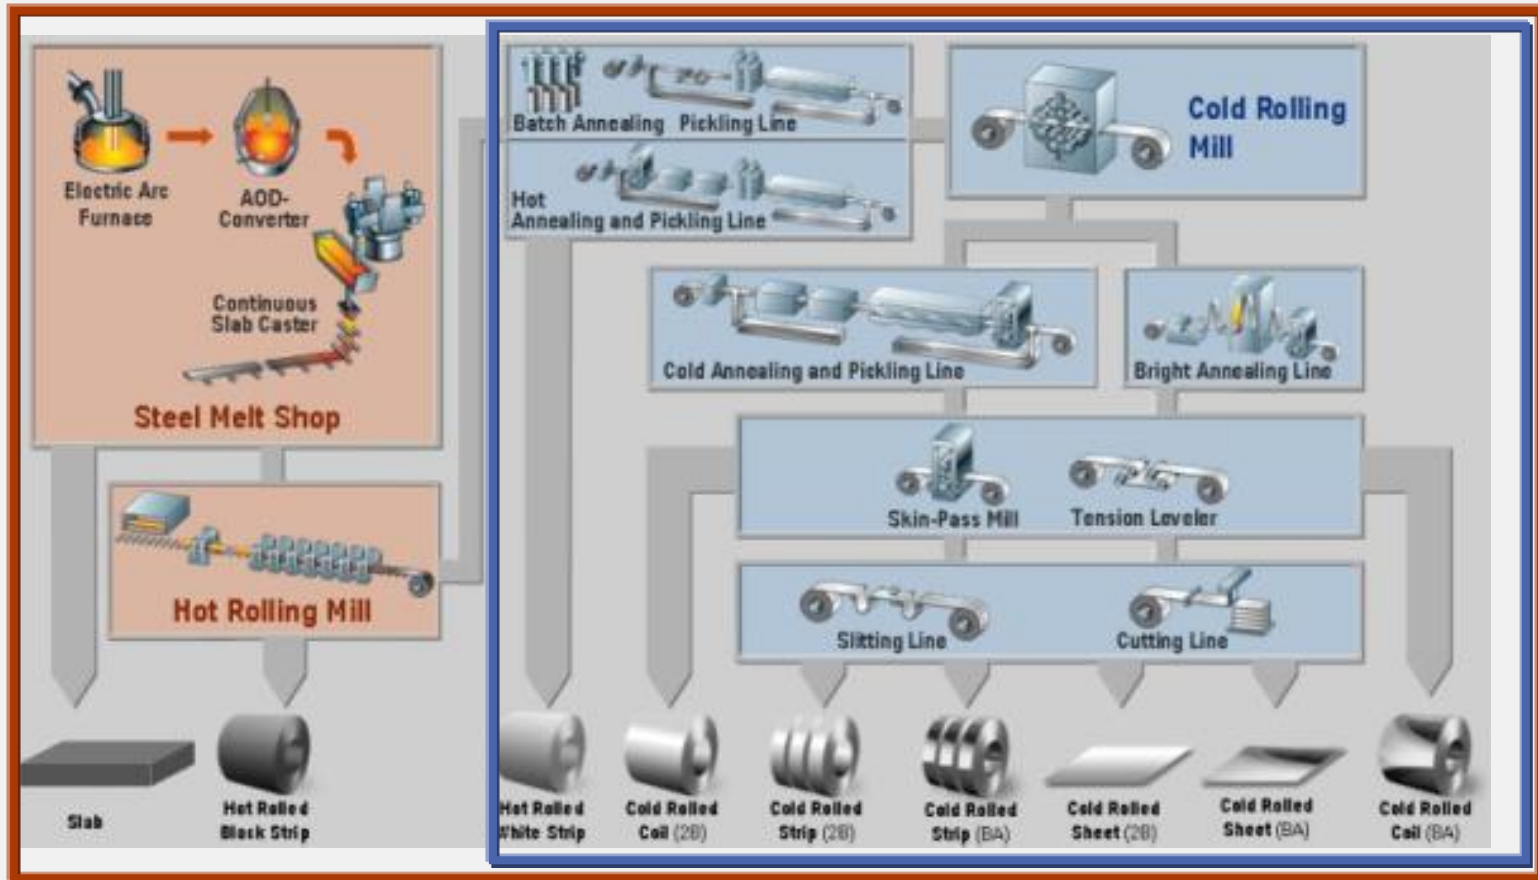 Electric Arc
Furnace
AOD-
Converter
Continuous
Slab Caster
Steel Melt Shop
Hot Rolling Mill
Batch Annealing Pickling Line
Hot
Annealing and Pickling Line
Cold Rolling
Mill
Cold Annealing and Pickling Line
Bright Annealing Line
Skin-Pass Mill
Tension Leveler
Slitting Line
Cutting Line
Slab
Hot Rolled
Black Strip
Hot Rolled
White Strip
Cold Rolled
Coil (2B)
Cold Rolled
Strip (2B)
Cold Rolled
Strip (BA)
Cold Rolled
Sheet (2B)
Cold Rolled
Sheet (BA)
Cold Rolled
Coil (BA)